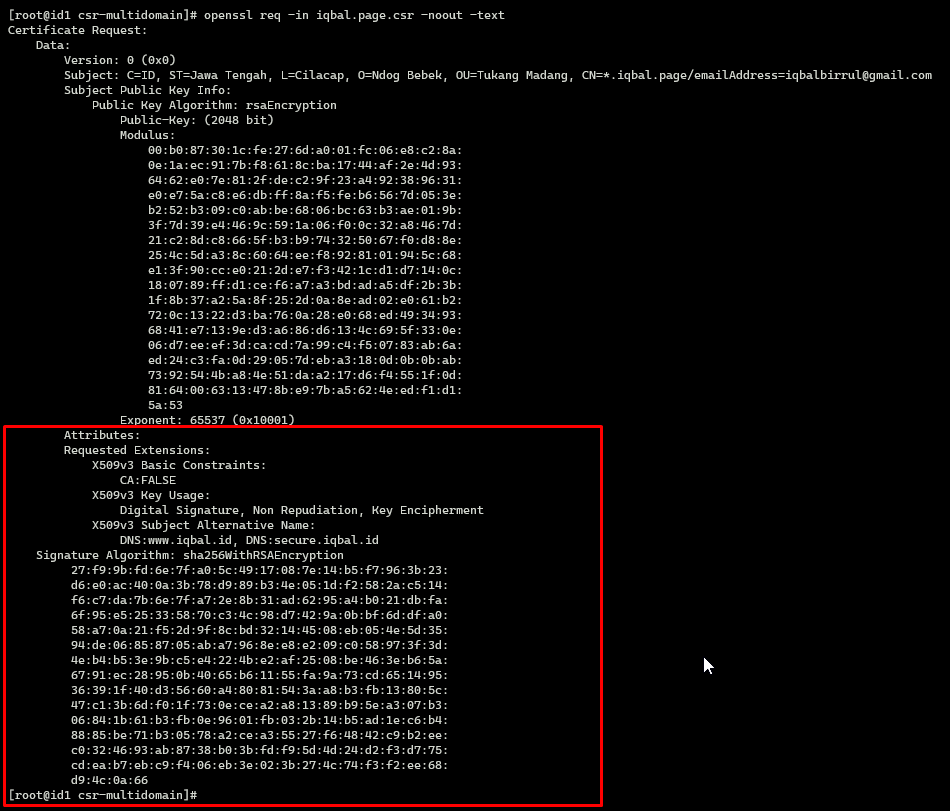 [root@id1 csr-multidomain]# openssl req -in iqbal.page.csr -noout -text
Certificate Request:
    Data:
        Version: 0 (0x0)
        Subject: C=ID, ST=Jawa Tengah, L=Cilacap, O=Ndog Bebek, OU=Tukang Madang, CN=*.iqbal.page/emailAddress=iqbalbirrul@gmail.com
        Subject Public Key Info:
            Public Key Algorithm: rsaEncryption
                Public-Key: (2048 bit)
                Modulus:
                    00:b0:87:30:1c:fe:27:6d:a0:01:fc:06:e8:c2:8a:
                    0e:1a:ec:91:7b:f8:61:8c:ba:17:44:af:2e:4d:93:
                    64:62:e0:7e:81:2f:de:c2:9f:23:a4:92:38:96:31:
                    e0:e7:5a:c8:e6:db:ff:8a:f5:fe:b6:56:7d:05:3e:
                    b2:52:b3:09:c0:ab:be:68:06:bc:63:b3:ae:01:9b:
                    3f:7d:39:e4:46:9c:59:1a:06:f0:0c:32:a8:46:7d:
                    21:c2:8d:c8:66:5f:b3:b9:74:32:50:67:f0:d8:8e:
                    25:4c:5d:a3:8c:60:64:ee:f8:92:81:01:94:5c:68:
                    e1:3f:90:cc:e0:21:2d:e7:f3:42:1c:d1:d7:14:0c:
                    18:07:89:ff:d1:ce:f6:a7:a3:bd:ad:a5:df:2b:3b:
                    1f:8b:37:a2:5a:8f:25:2d:0a:8e:ad:02:e0:61:b2:
                    72:0c:13:22:d3:ba:76:0a:28:e0:68:ed:49:34:93:
                    68:41:e7:13:9e:d3:a6:86:d6:13:4c:69:5f:33:0e:
                    06:d7:ee:ef:3d:ca:cd:7a:99:c4:f5:07:83:ab:6a:
                    ed:24:c3:fa:0d:29:05:7d:eb:a3:18:0d:0b:0b:ab:
                    73:92:54:4b:a8:4e:51:da:a2:17:d6:f4:55:1f:0d:
                    81:64:00:63:13:47:8b:e9:7b:a5:62:4e:ed:f1:d1:
                    5a:53
                Exponent: 65537 (0x10001)
        Attributes:
        Requested Extensions:
            X509v3 Basic Constraints:
                CA:FALSE
            X509v3 Key Usage:
                Digital Signature, Non Repudiation, Key Encipherment
            X509v3 Subject Alternative Name:
                DNS:www.iqbal.id, DNS:secure.iqbal.id
    Signature Algorithm: sha256WithRSAEncryption
         27:f9:9b:fd:6e:7f:a0:5c:49:17:08:7e:14:b5:f7:96:3b:23:
         d6:e0:ac:40:0a:3b:78:d9:89:b3:4e:05:1d:f2:58:2a:c5:14:
         f6:c7:da:7b:6e:7f:a7:2e:8b:31:ad:62:95:a4:b0:21:db:fa:
         6f:95:e5:25:33:58:70:c3:4c:98:d7:42:9a:0b:bf:6d:df:a0:
         58:a7:0a:21:f5:2d:9f:8c:bd:32:14:45:08:eb:05:4e:5d:35:
         94:de:06:85:87:05:ab:a7:96:8e:e8:e2:09:c0:58:97:3f:3d:
         4e:b4:b5:3e:9b:c5:e4:22:4b:e2:af:25:08:be:46:3e:b6:5a:
         67:91:ec:28:95:0b:40:65:b6:11:55:fa:9a:73:cd:65:14:95:
         36:39:1f:40:d3:56:60:a4:80:81:54:3a:a8:b3:fb:13:80:5c:
         47:c1:3b:6d:f0:1f:73:0e:ce:a2:a8:13:89:b9:5e:a3:07:b3:
         06:84:1b:61:b3:fb:0e:96:01:fb:03:2b:14:b5:ad:1e:c6:b4:
         88:85:be:71:b3:05:78:a2:ce:a3:55:27:f6:48:42:c9:b2:ee:
         c0:32:46:93:ab:87:38:b0:3b:fd:f9:5d:4d:24:d2:f3:d7:75:
         cd:ea:b7:eb:c9:f4:06:eb:3e:02:3b:27:4c:74:f3:f2:ee:68:
         d9:4c:0a:66
[root@id1 csr-multidomain]#